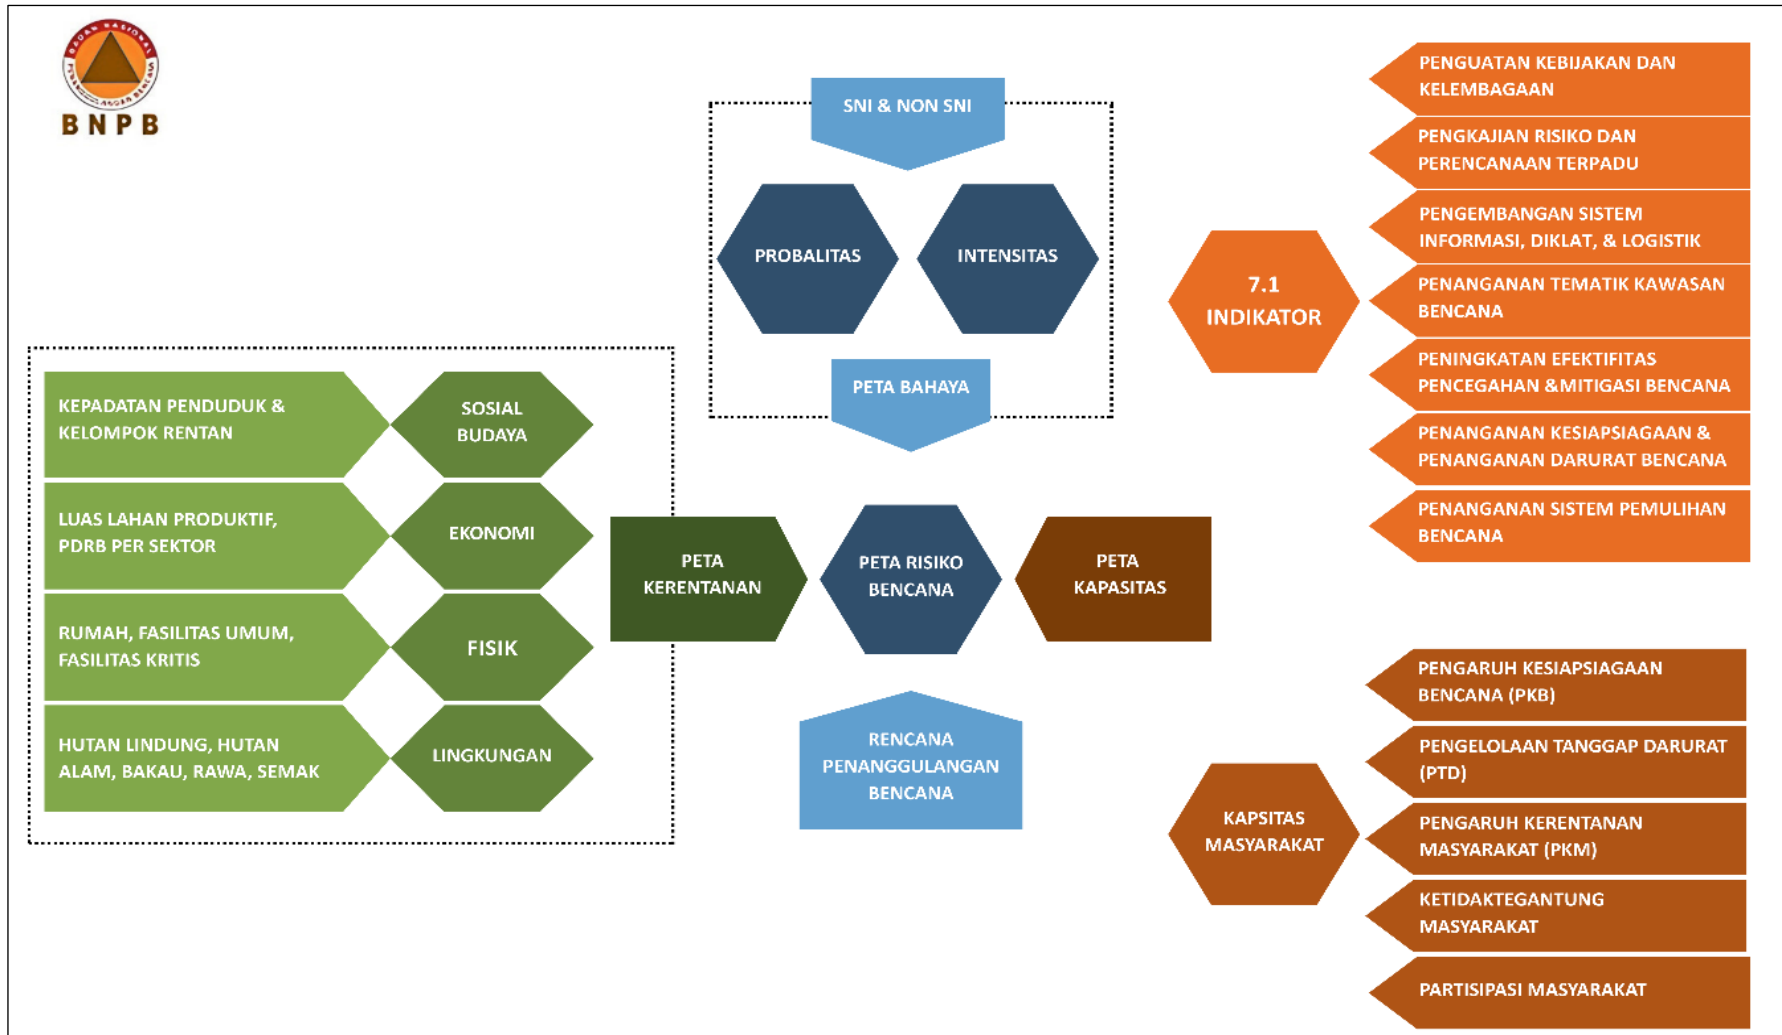 BADAN NASIONAL
PENANGGULANGAN BENCANA
BNPB
SNI & NON SNI
PROBALITAS
INTENSITAS
PETA BAHAYA
KEPADATAN PENDUDUK &
KELOMPOK RENTAN
SOSIAL
BUDAYA
LUAS LAHAN PRODUKTIF,
PDRB PER SEKTOR
EKONOMI
RUMAH, FASILITAS UMUM,
FASILITAS KRITIS
FISIK
HUTAN LINDUNG, HUTAN
ALAM, BAKAU, RAWA, SEMAK
LINGKUNGAN
PETA
KERENTANAN
PETA RISIKO
BENCANA
PETA
KAPASITAS
RENCANA
PENANGGULANGAN
BENCANA
7.1
INDIKATOR
PENGUATAN KEBIJAKAN DAN
KELEMBAGAAN
PENGKAJIAN RISIKO DAN
PERENCANAAN TERPADU
PENGEMBANGAN SISTEM
INFORMASI, DIKLAT, & LOGISTIK
PENANGANAN TEMATIK KAWASAN
BENCANA
PENINGKATAN EFEKTIFITAS
PENCEGAHAN &MITIGASI BENCANA
PENANGANAN KESIAPSIAGAAN &
PENANGANAN DARURAT BENCANA
PENANGANAN SISTEM PEMULIHAN
BENCANA
KAPSITAS
MASYARAKAT
PENGARUH KESIAPSIAGAAN
BENCANA (PKB)
PENGELOLAAN TANGGAP DARURAT
(PTD)
PENGARUH KERENTANAN
MASYARAKAT (PKM)
KETIDAKTEGANTUNG
MASYARAKAT
PARTISIPASI MASYARAKAT